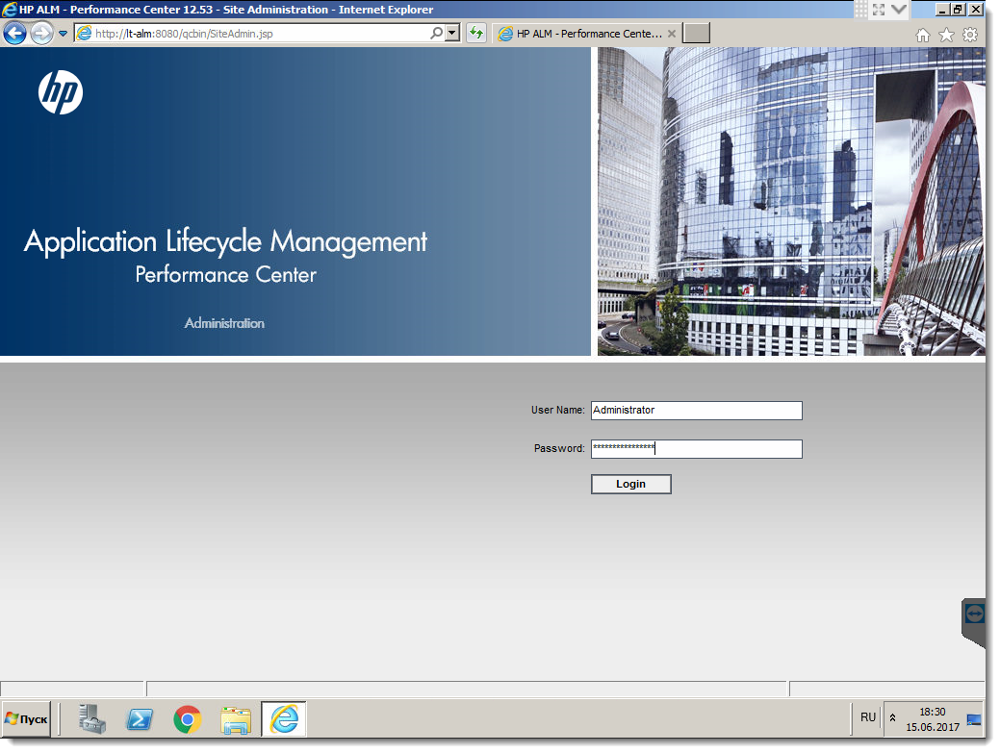 HP ALM - Performance Center 12.53 - Site Administration - Internet Explorer
http://lt-alm:8080/qcbin/SiteAdmin.jsp
HP ALM - Performance Cente...
hp
Application Lifecycle Management
Performance Center
Administration
User Name: Administrator
Password: ****************
Login
Пуск
RU
18:30
15.06.2017